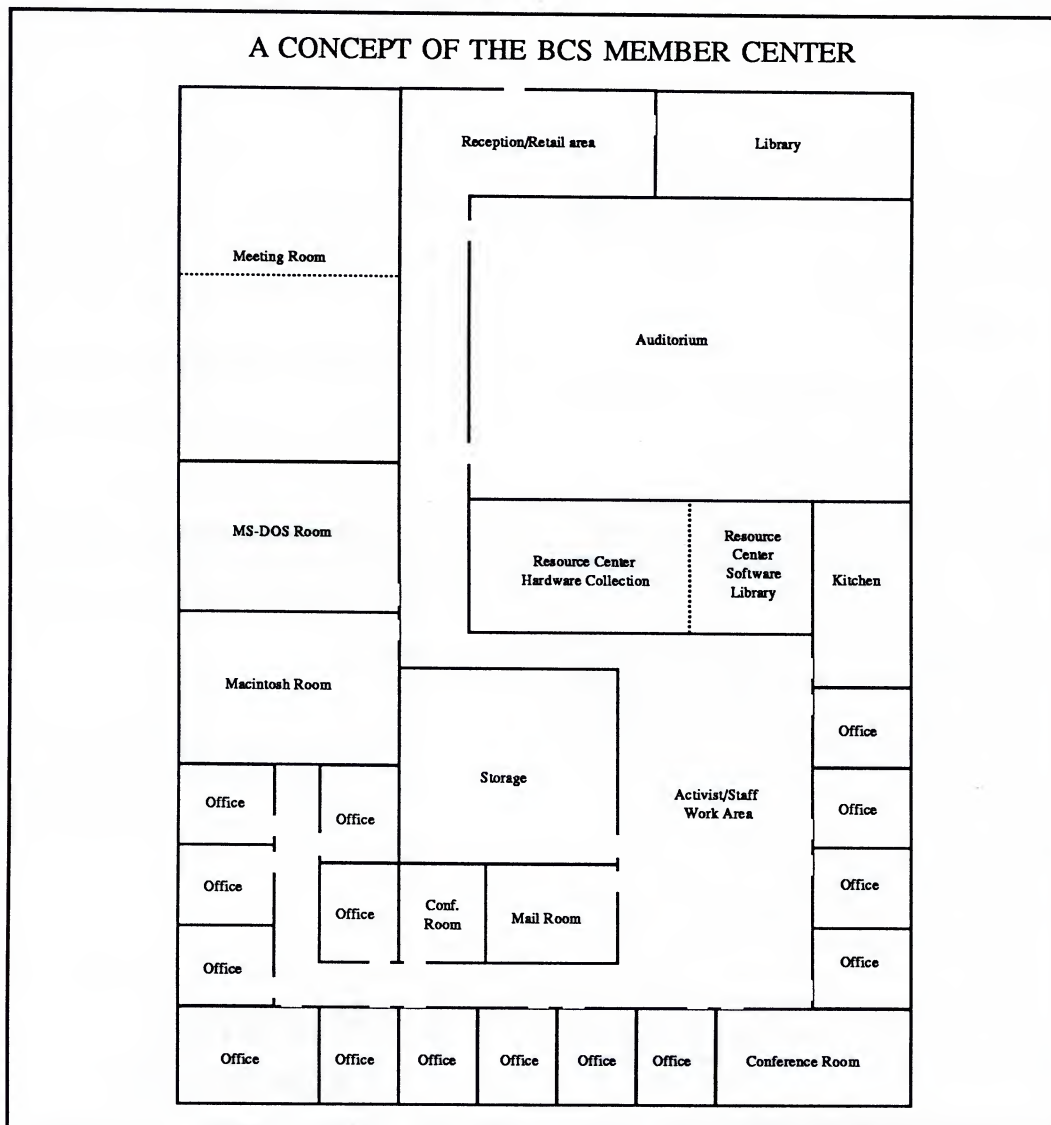 A CONCEPT OF THE BCS MEMBER CENTER
Reception/Retail area
Library
Meeting Room
Auditorium
MS-DOS Room
Resource Center
Hardware Collection
Resource
Center
Software
Library
Kitchen
Macintosh Room
Office
Storage
Activist/Staff
Work Area
Office
Office
Office
Office
Office
Conf.
Room
Mail Room
Office
Office
Office
Office
Office
Office
Office
Office
Office
Conference Room